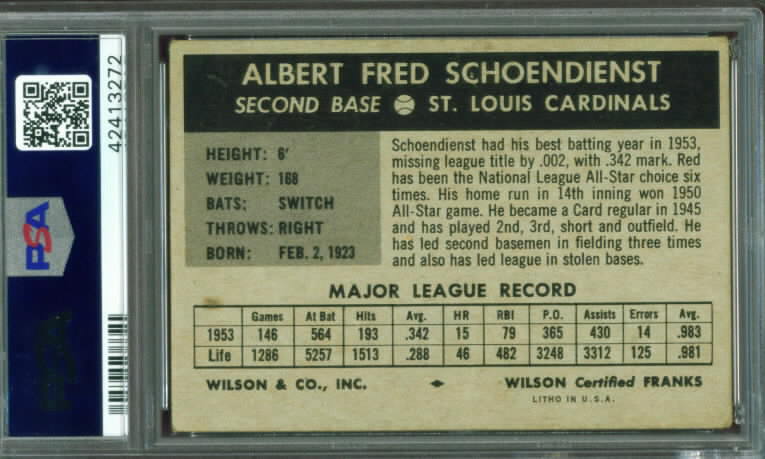 ALBERT FRED SCHOENDIENST
SECOND BASE ST. LOUIS CARDINALS
HEIGHT: 6'
WEIGHT: 168
BATS: SWITCH
THROWS: RIGHT
BORN: FEB. 2, 1923
Schoendienst had his best batting year in 1953,
missing league title by .002, with .342 mark. Red
has been the National League All-Star choice six
times. His home run in 14th inning won 1950
All-Star game. He became a Card regular in 1945
and has played 2nd, 3rd, short and outfield. He
has led second basemen in fielding three times
and also has led league in stolen bases.
MAJOR LEAGUE RECORD
Games At Bat Hits Avg. HR RBI P.O. Assists Errors Avg.
1953 146 564 193 .342 15 79 365 430 14 .983
Life 1286 5257 1513 .288 46 482 3248 3312 125 .981
WILSON & CO., INC. WILSON Certified FRANKS
LITHO IN U.S.A.
42413272
PSA